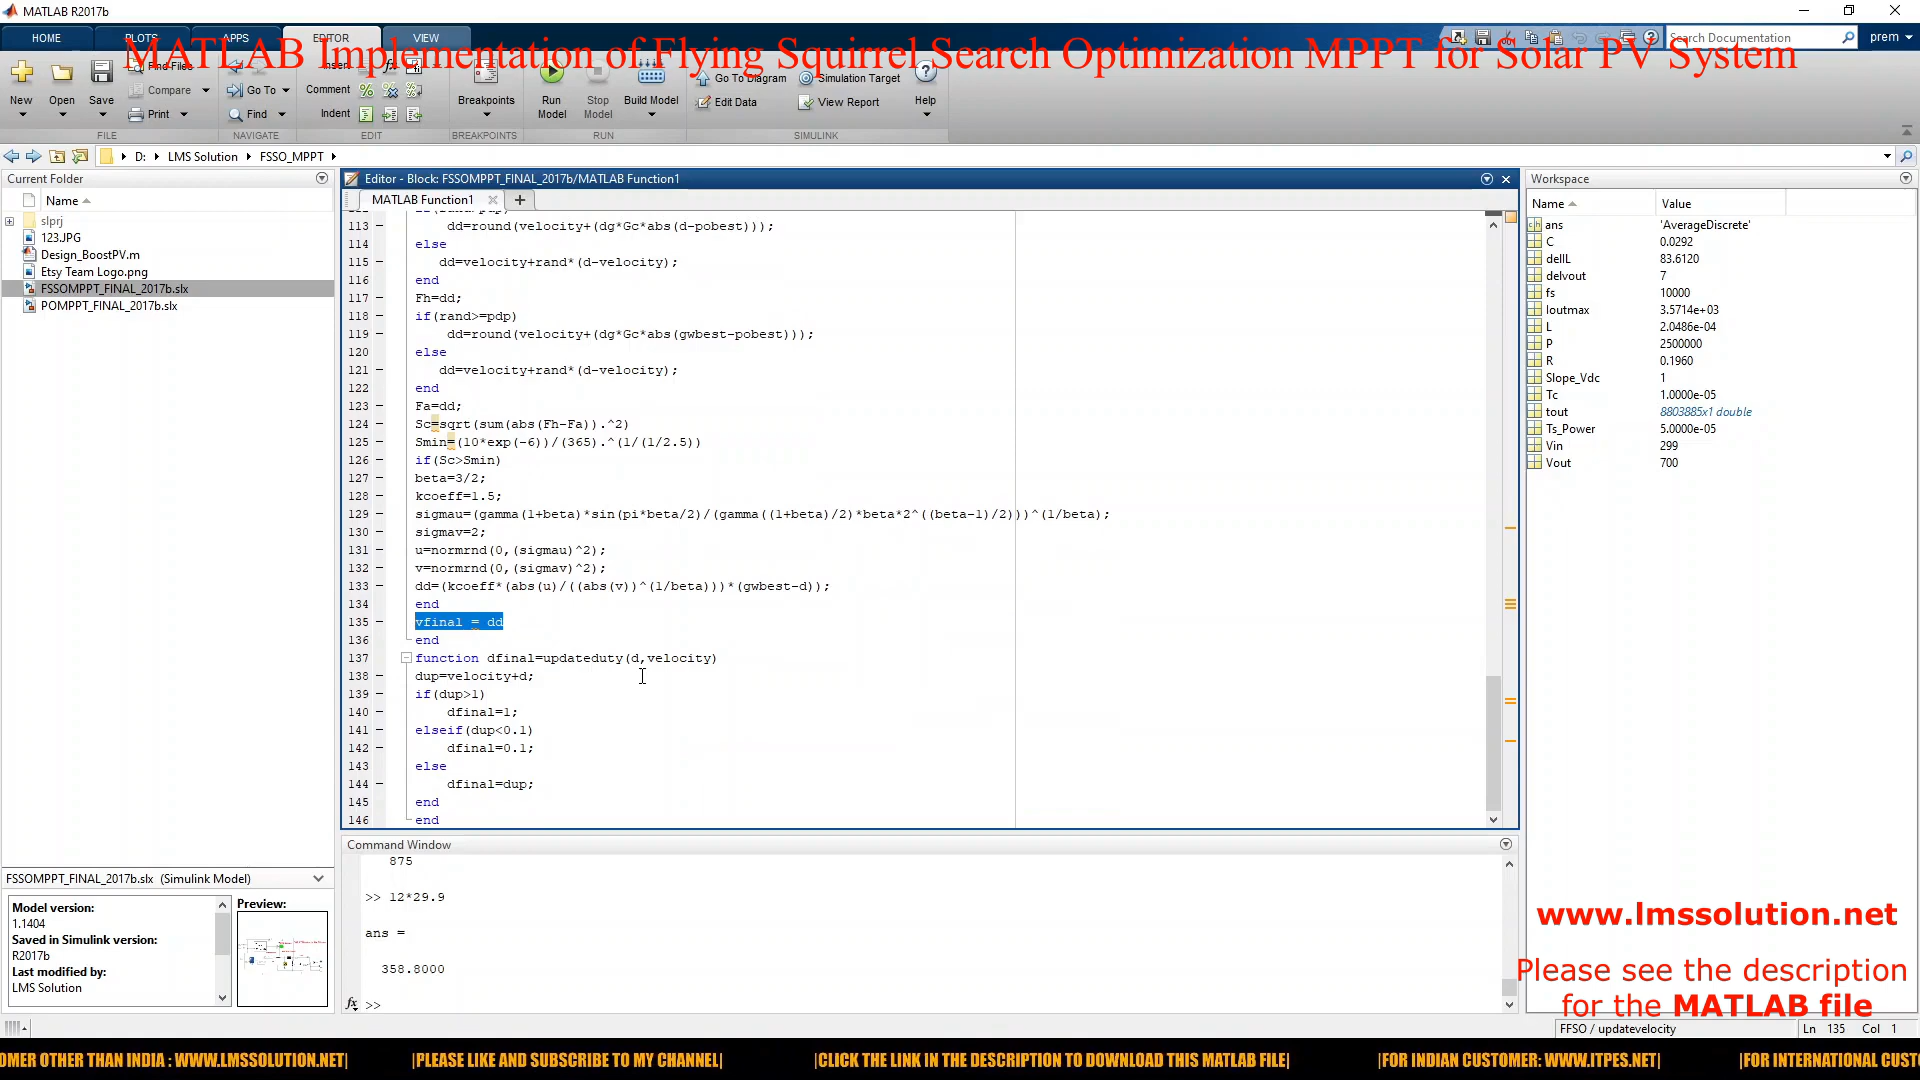 MATLAB R2017b
HOME
PLOTS
APPS
EDITOR
VIEW
Search Documentation
prem
MATLAB Implementation of Flying Squirrel Search Optimization MPPT for Solar PV System
New
Open
Save
Find Files
Compare
Print
Go To
Find
Insert
Comment
Indent
Breakpoints
Run Model
Stop Model
Build Model
Go To Diagram
Edit Data
Simulation Target
View Report
Help
FILE
NAVIGATE
EDIT
BREAKPOINTS
RUN
SIMULINK
D:
LMS Solution
FSSO_MPPT
Current Folder
Name
slprj
123.JPG
Design_BoostPV.m
Etsy Team Logo.png
FSSOMPPT_FINAL_2017b.slx
POMPPT_FINAL_2017b.slx
Editor - Block: FSSOMPPT_FINAL_2017b/MATLAB Function1
MATLAB Function1
113 dd=round(velocity+(dg*Gc*abs(d-pobest)));
114 else
115 dd=velocity+rand*(d-velocity);
116 end
117 Fh=dd;
118 if(rand>=pdp)
119 dd=round(velocity+(dg*Gc*abs(gwbest-pobest)));
120 else
121 dd=velocity+rand*(d-velocity);
122 end
123 Fa=dd;
124 Sc=sqrt(sum(abs(Fh-Fa)).^2)
125 Smin=(10*exp(-6))/(365).^(1/(1/2.5))
126 if(Sc>Smin)
127 beta=3/2;
128 kcoeff=1.5;
129 sigmau=(gamma(1+beta)*sin(pi*beta/2)/(gamma((1+beta)/2)*beta*2^((beta-1)/2)))^(1/beta);
130 sigmav=2;
131 u=normrnd(0,(sigmau)^2);
132 v=normrnd(0,(sigmav)^2);
133 dd=(kcoeff*(abs(u)/((abs(v))^(1/beta)))*(gwbest-d));
134 end
135 vfinal = dd
136 end
137 function dfinal=updateduty(d,velocity)
138 dup=velocity+d;
139 if(dup>1)
140 dfinal=1;
141 elseif(dup<0.1)
142 dfinal=0.1;
143 else
144 dfinal=dup;
145 end
146 end
Command Window
875
>> 12*29.9
ans =
358.8000
fx >>
Workspace
Name Value
ans 'AverageDiscrete'
C 0.0292
dellL 83.6120
delvout 7
fs 10000
Ioutmax 3.5714e+03
L 2.0486e-04
P 2500000
R 0.1960
Slope_Vdc 1
Tc 1.0000e-05
tout 8803885x1 double
Ts_Power 5.0000e-05
Vin 299
Vout 700
FSSOMPPT_FINAL_2017b.slx (Simulink Model)
Model version:
1.1404
Saved in Simulink version:
R2017b
Last modified by:
LMS Solution
Preview:
www.lmssolution.net
Please see the description
for the MATLAB file
FFSO / updatevelocity
Ln 135 Col 1
OMER OTHER THAN INDIA : WWW.LMSSOLUTION.NET| |PLEASE LIKE AND SUBSCRIBE TO MY CHANNEL| |CLICK THE LINK IN THE DESCRIPTION TO DOWNLOAD THIS MATLAB FILE| |FOR INDIAN CUSTOMER: WWW.ITPES.NET| |FOR INTERNATIONAL CUST